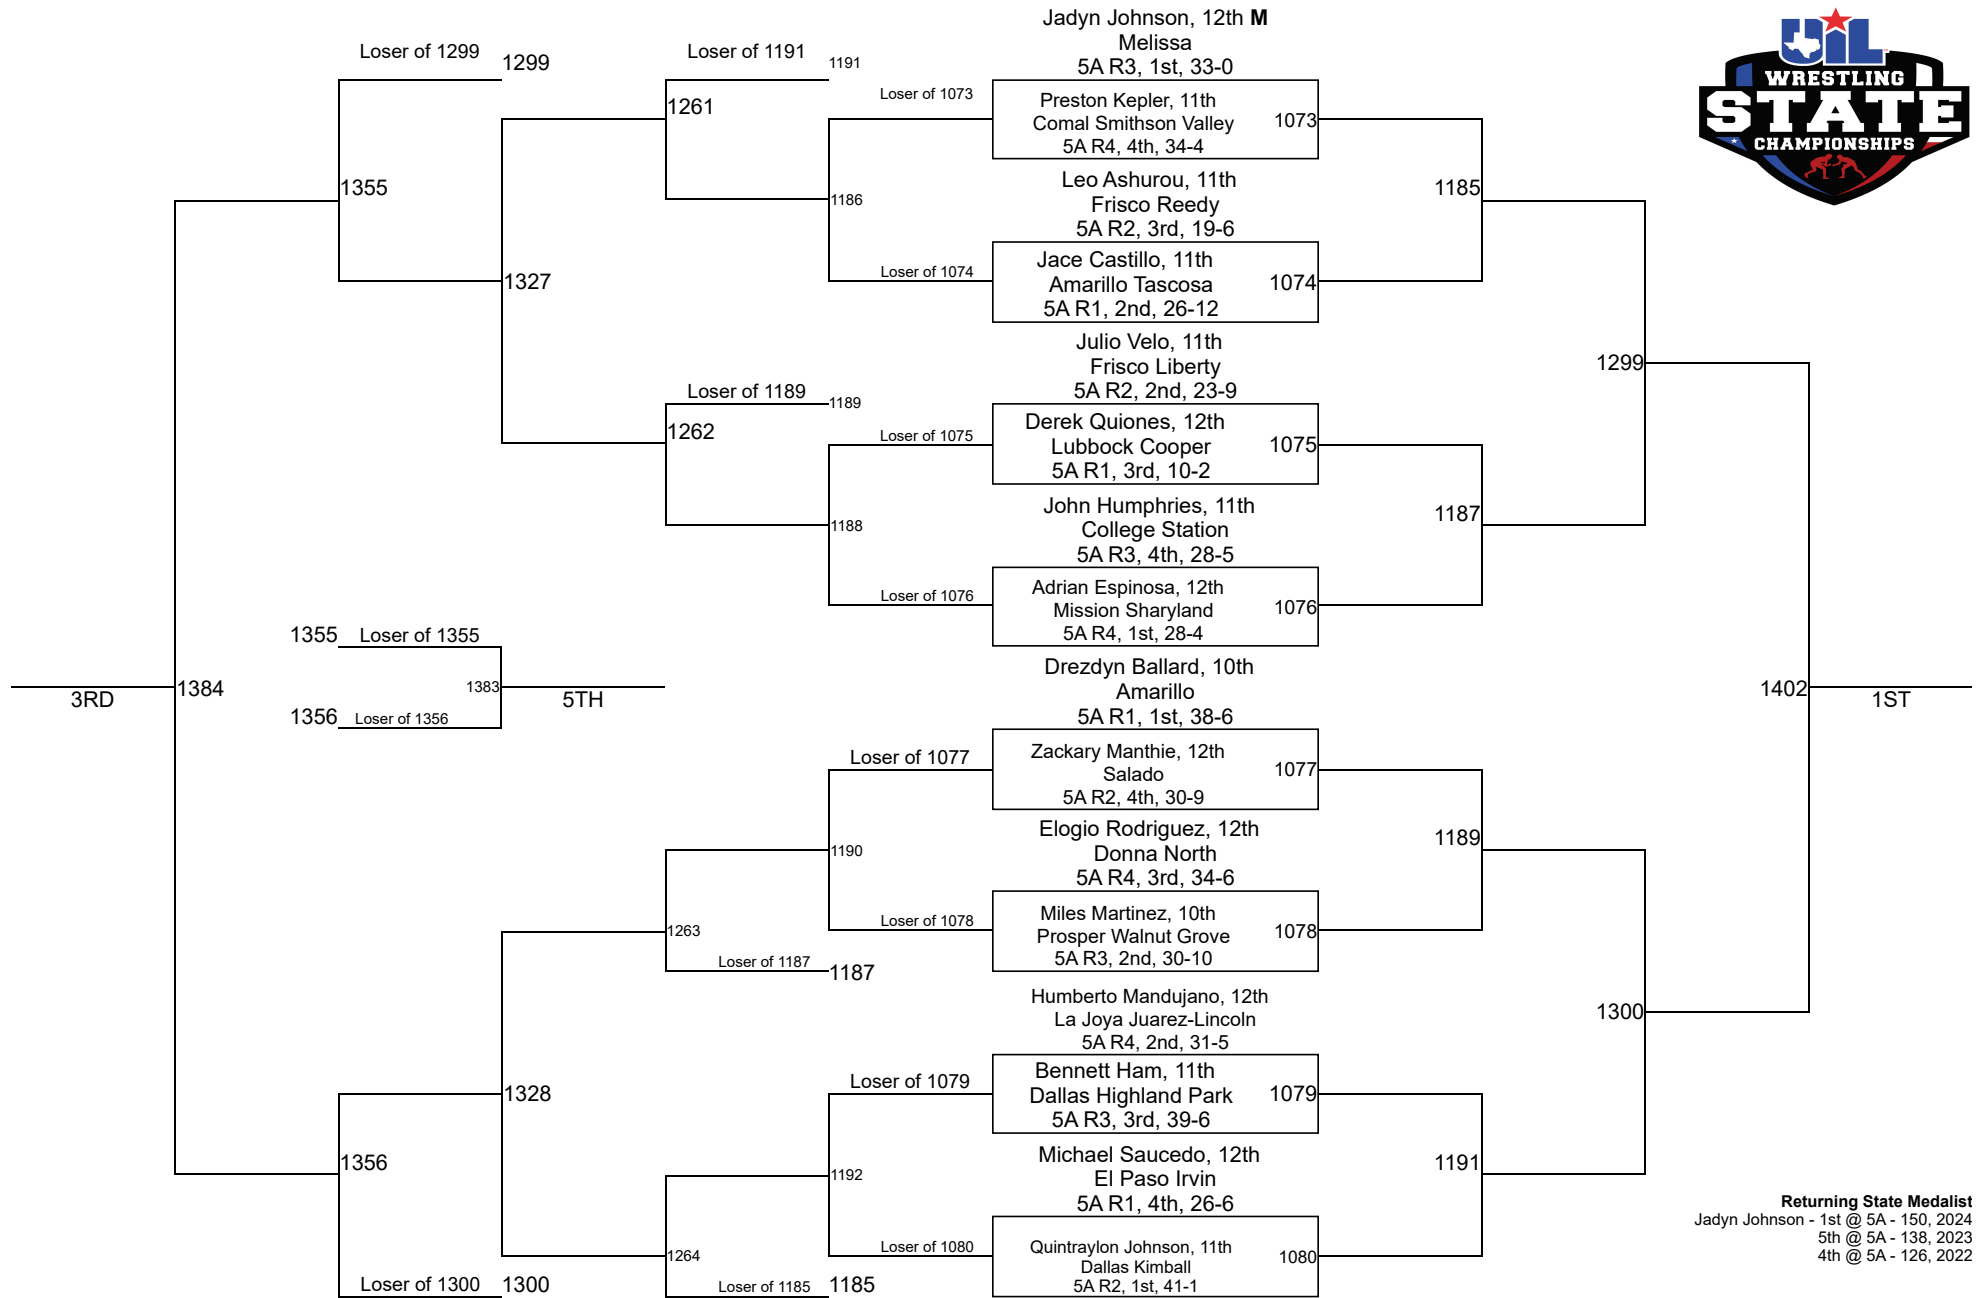 Jadyn Johnson, 12th M
Melissa
5A R3, 1st, 33-0
Preston Kepler, 11th
Comal Smithson Valley
5A R4, 4th, 34-4
Leo Ashurou, 11th
Frisco Reedy
5A R2, 3rd, 19-6
Jace Castillo, 11th
Amarillo Tascosa
5A R1, 2nd, 26-12
Julio Velo, 11th
Frisco Liberty
5A R2, 2nd, 23-9
Derek Quiones, 12th
Lubbock Cooper
5A R1, 3rd, 10-2
John Humphries, 11th
College Station
5A R3, 4th, 28-5
Adrian Espinosa, 12th
Mission Sharyland
5A R4, 1st, 28-4
Drezdyn Ballard, 10th
Amarillo
5A R1, 1st, 38-6
Zackary Manthie, 12th
Salado
5A R2, 4th, 30-9
Elogio Rodriguez, 12th
Donna North
5A R4, 3rd, 34-6
Miles Martinez, 10th
Prosper Walnut Grove
5A R3, 2nd, 30-10
Humberto Mandujano, 12th
La Joya Juarez-Lincoln
5A R4, 2nd, 31-5
Bennett Ham, 11th
Dallas Highland Park
5A R3, 3rd, 39-6
Michael Saucedo, 12th
El Paso Irvin
5A R1, 4th, 26-6
Quintraylon Johnson, 11th
Dallas Kimball
5A R2, 1st, 41-1
1073
1074
1075
1076
1077
1078
1079
1080
1185
1187
1189
1191
1299
1300
1402
1ST
Loser of 1073
Loser of 1074
Loser of 1075
Loser of 1076
Loser of 1077
Loser of 1078
Loser of 1079
Loser of 1080
1186
1188
1190
1192
Loser of 1191
1191
Loser of 1189
1189
Loser of 1187
1187
Loser of 1185
1185
1261
1262
1263
1264
1327
1328
Loser of 1299
1299
Loser of 1300
1300
1355
1356
1384
3RD
1355
Loser of 1355
1356
Loser of 1356
1383
5TH
UIL
WRESTLING
STATE
CHAMPIONSHIPS
Returning State Medalist
Jadyn Johnson - 1st @ 5A - 150, 2024
5th @ 5A - 138, 2023
4th @ 5A - 126, 2022